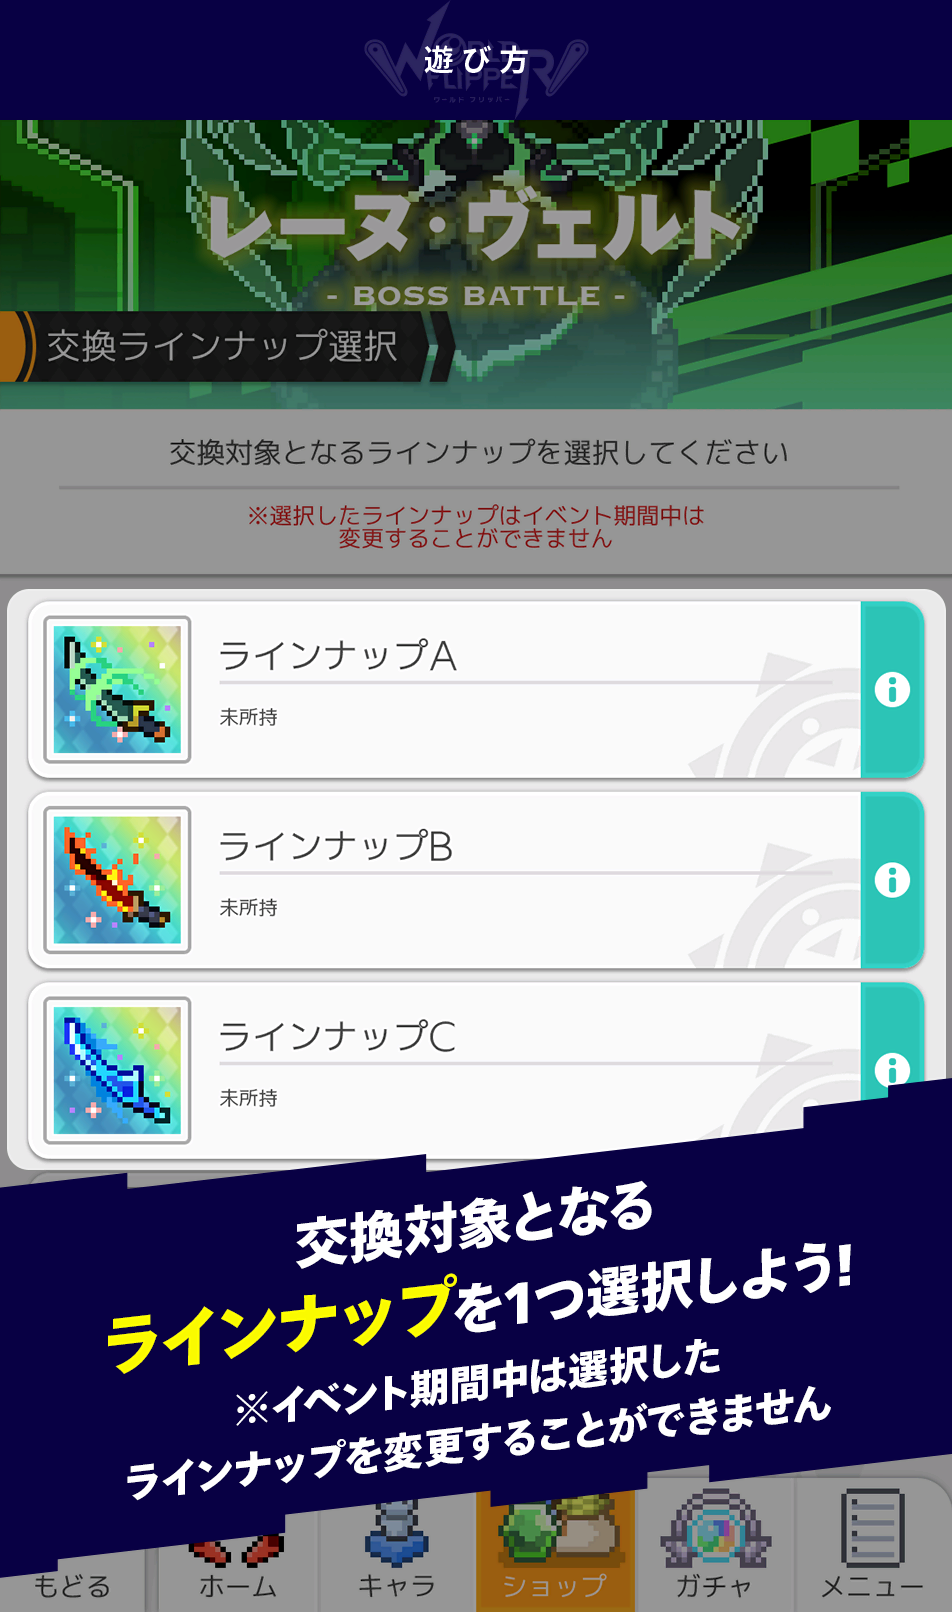 WORLD FLIPPER
ワールド フリッパー
遊び方
レーヌ・ヴェルト
- BOSS BATTLE -
交換ラインナップ選択
交換対象となるラインナップを選択してください
※選択したラインナップはイベント期間中は
変更することができません
ラインナップA
未所持
ラインナップB
未所持
ラインナップC
未所持
交換対象となる
ラインナップを1つ選択しよう!
※イベント期間中は選択した
ラインナップを変更することができません
もどる
ホーム
キャラ
ショップ
ガチャ
メニュー